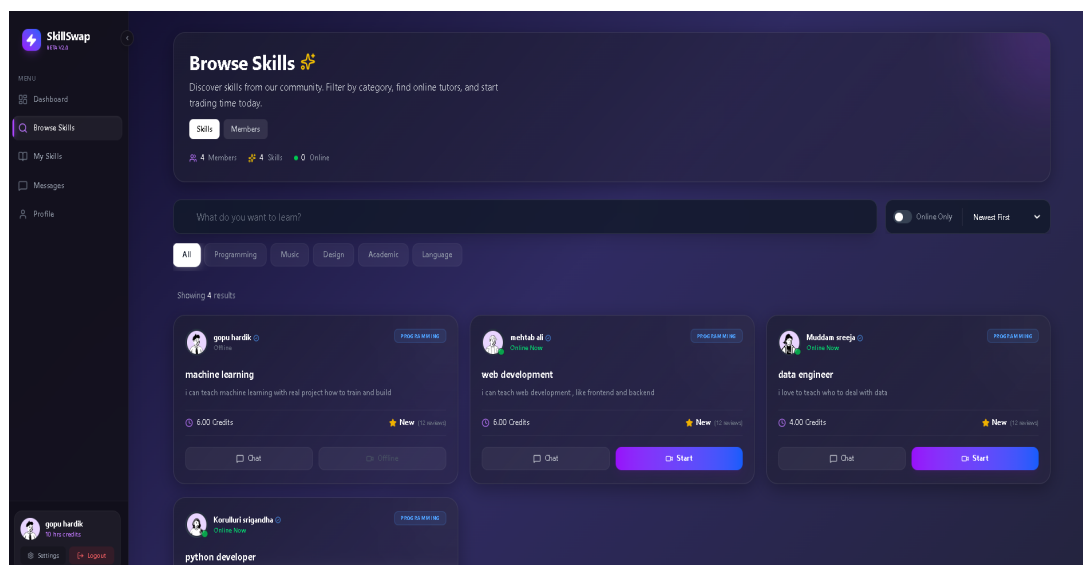 SkillSwap
BETA V2.0
MENU
Dashboard
Browse Skills
My Skills
Messages
Profile
gopu hardik
10 hrs credits
Settings
Logout
Browse Skills
Discover skills from our community. Filter by category, find online tutors, and start
trading time today.
Skills Members
4 Members 4 Skills 0 Online
What do you want to learn?
Online Only Newest First
All Programming Music Design Academic Language
Showing 4 results
gopu hardik
Offline
PROGRAMMING
machine learning
i can teach machine learning with real project how to train and build
6.00 Credits New (12 reviews)
Chat Offline
mehtab ali
Online Now
PROGRAMMING
web development
i can teach web development , like frontend and backend
6.00 Credits New (12 reviews)
Chat Start
Muddam sreeja
Online Now
PROGRAMMING
data engineer
i love to teach who to deal with data
4.00 Credits New (12 reviews)
Chat Start
Korulluri srigandha
Online Now
PROGRAMMING
python developer